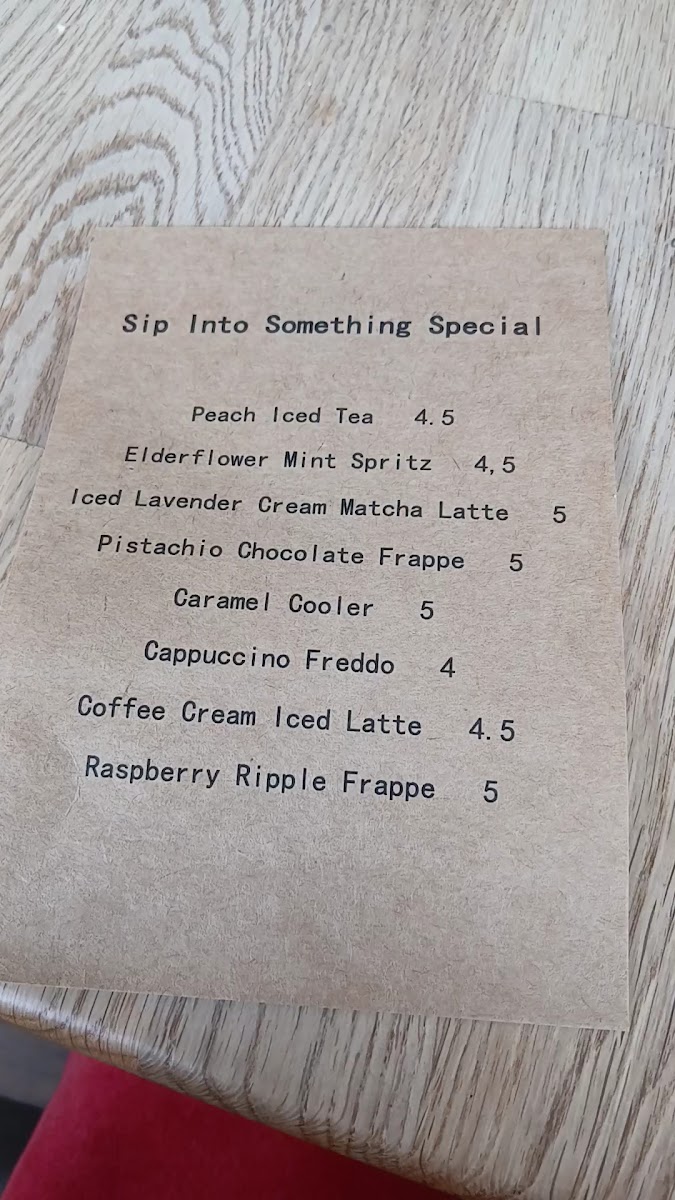 Sip Into Something Special
Peach Iced Tea 4.5
Elderflower Mint Spritz 4,5
Iced Lavender Cream Matcha Latte 5
Pistachio Chocolate Frappe 5
Caramel Cooler 5
Cappuccino Freddo 4
Coffee Cream Iced Latte 4.5
Raspberry Ripple Frappe 5